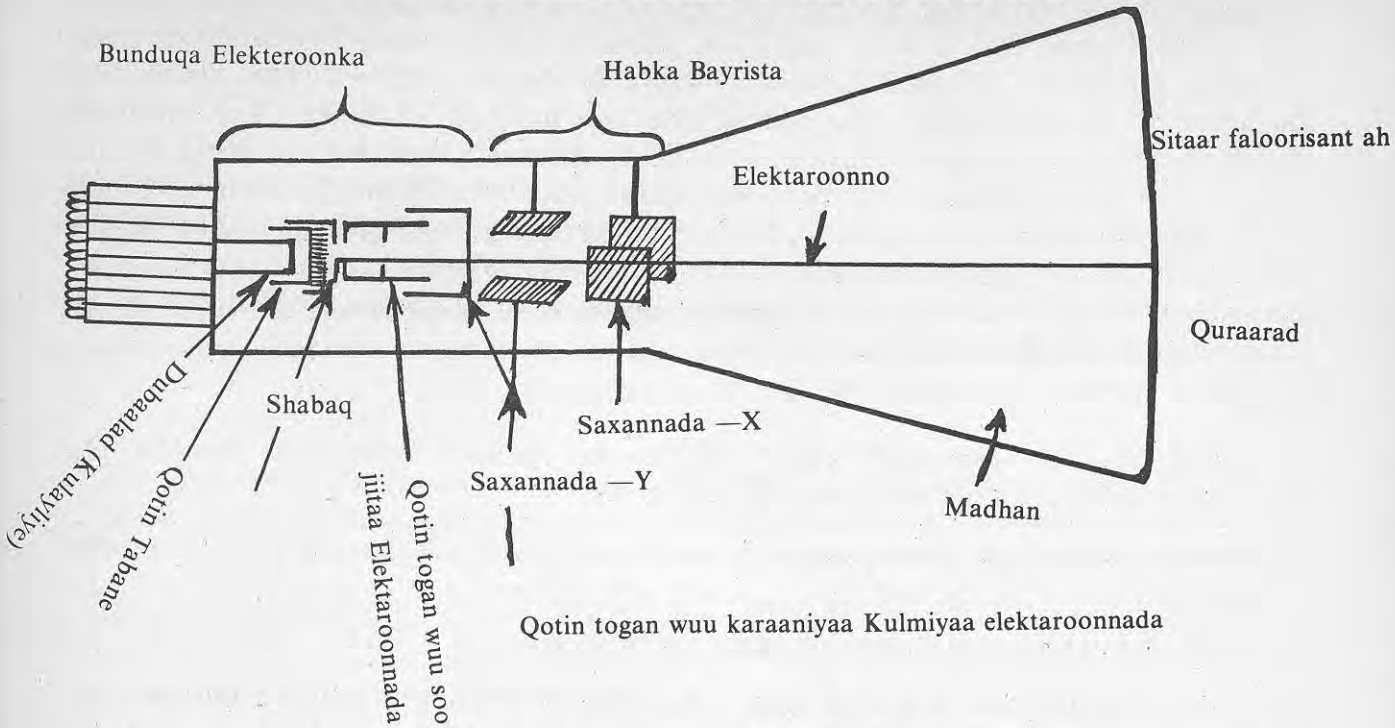 Bunduqa Elekteroonka
Habka Bayrista
Sitaar faloorisant ah
Elektaroonno
Quraarad
Dubaalad (Kulayliye)
Qotin Tabane
Shabaq
Qotin togan wuu soo
jiitaa Elektaroonnada
Saxannada —Y
Saxannada —X
Madhan
Qotin togan wuu karaaniyaa Kulmiyaa elektaroonnada